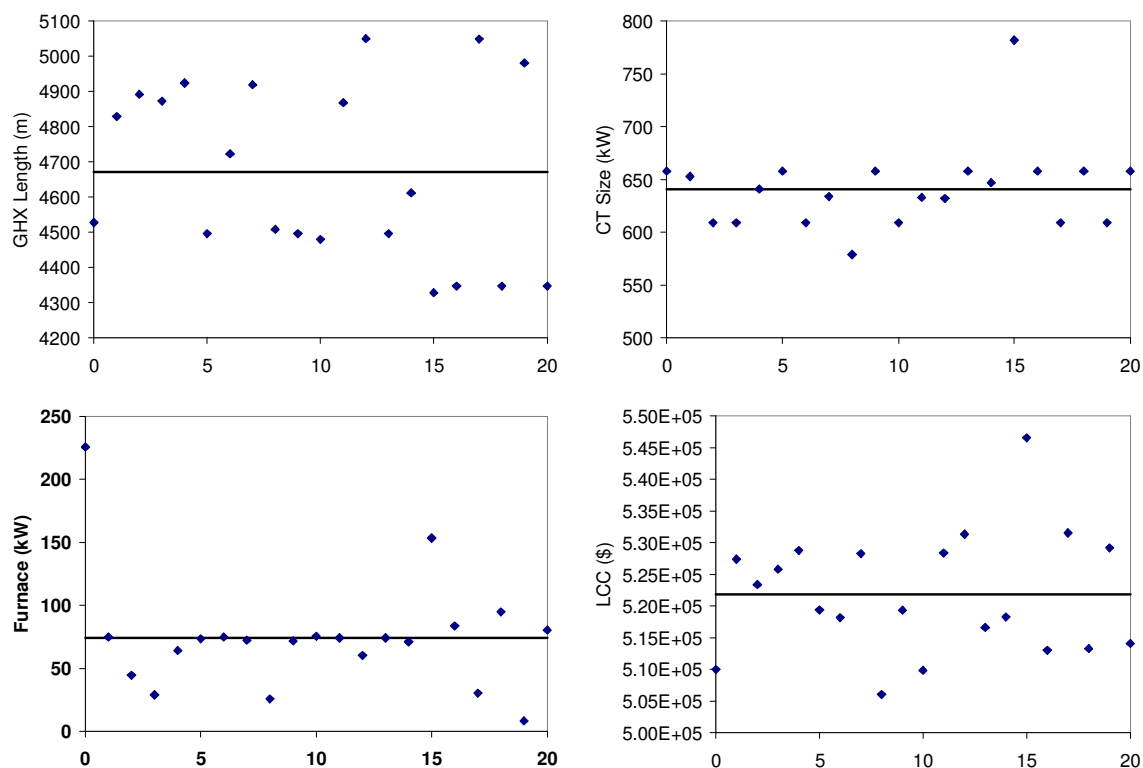 5100
5000
4900
4800
4700
4600
4500
4400
4300
4200
GHX Length (m)
0 5 10 15 20
800
750
700
650
600
550
500
CT Size (kW)
0 5 10 15 20
250
200
150
100
50
0
Furnace (kW)
0 5 10 15 20
5.50E+05
5.45E+05
5.40E+05
5.35E+05
5.30E+05
5.25E+05
5.20E+05
5.15E+05
5.10E+05
5.05E+05
5.00E+05
LCC ($)
0 5 10 15 20